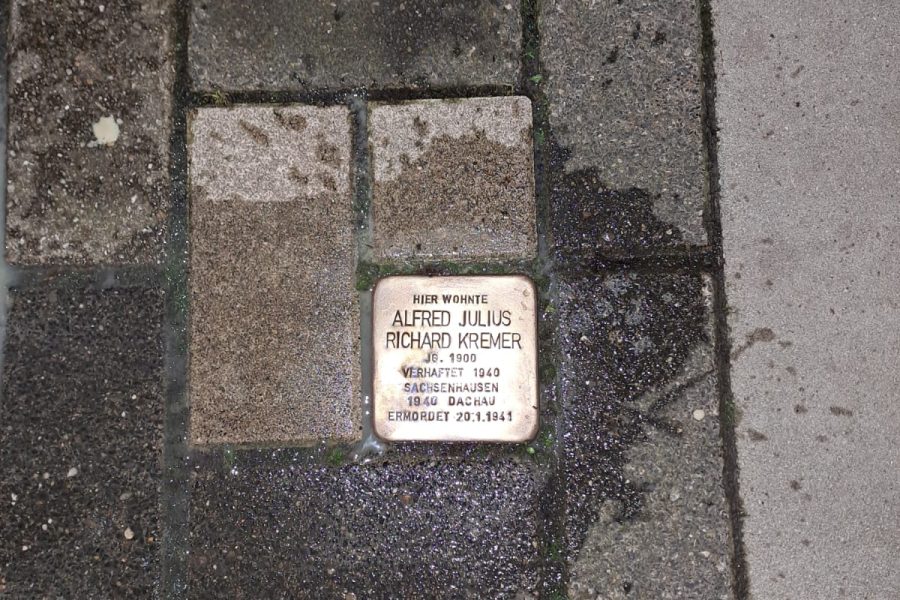 HIER WOHNTE
ALFRED JULIUS
RICHARD KREMER
JG. 1900
VERHAFTET 1940
SACHSENHAUSEN
1940 DACHAU
ERMORDET 20.1.1941